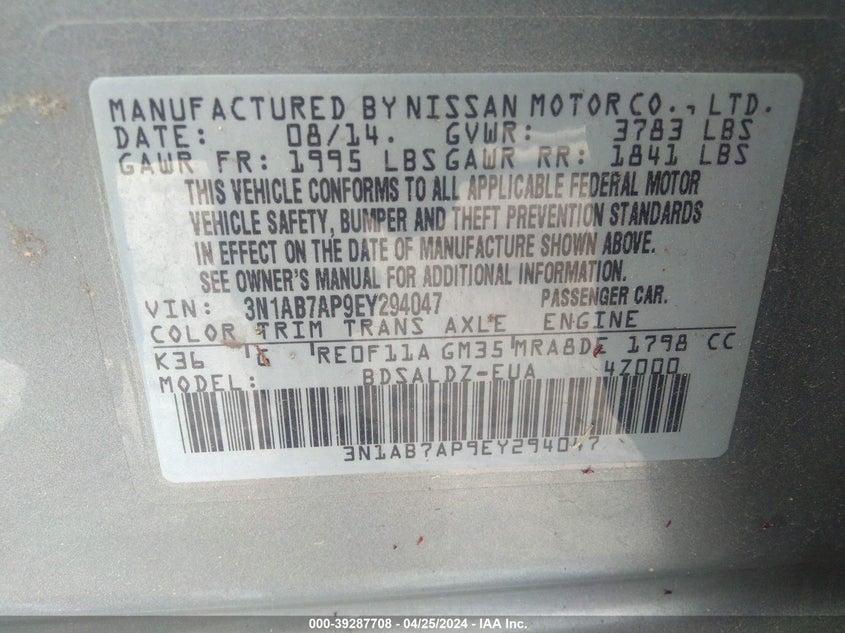 MANUFACTURED BY NISSAN MOTOR CO., LTD.
DATE: 08/14. GVWR: 3783 LBS
GAWR FR: 1995 LBS GAWR RR: 1841 LBS
THIS VEHICLE CONFORMS TO ALL APPLICABLE FEDERAL MOTOR
VEHICLE SAFETY, BUMPER AND THEFT PREVENTION STANDARDS
IN EFFECT ON THE DATE OF MANUFACTURE SHOWN ABOVE.
SEE OWNER'S MANUAL FOR ADDITIONAL INFORMATION.
VIN: 3N1AB7AP9EY294047 PASSENGER CAR.
COLOR TRIM TRANS AXLE ENGINE
K36 G RE0F11A GM35 MRA8DE 1798 CC
MODEL: BDSALDZ-EUA 4Z000
3N1AB7AP9EY294047
000-39287708 - 04/25/2024 - IAA Inc.